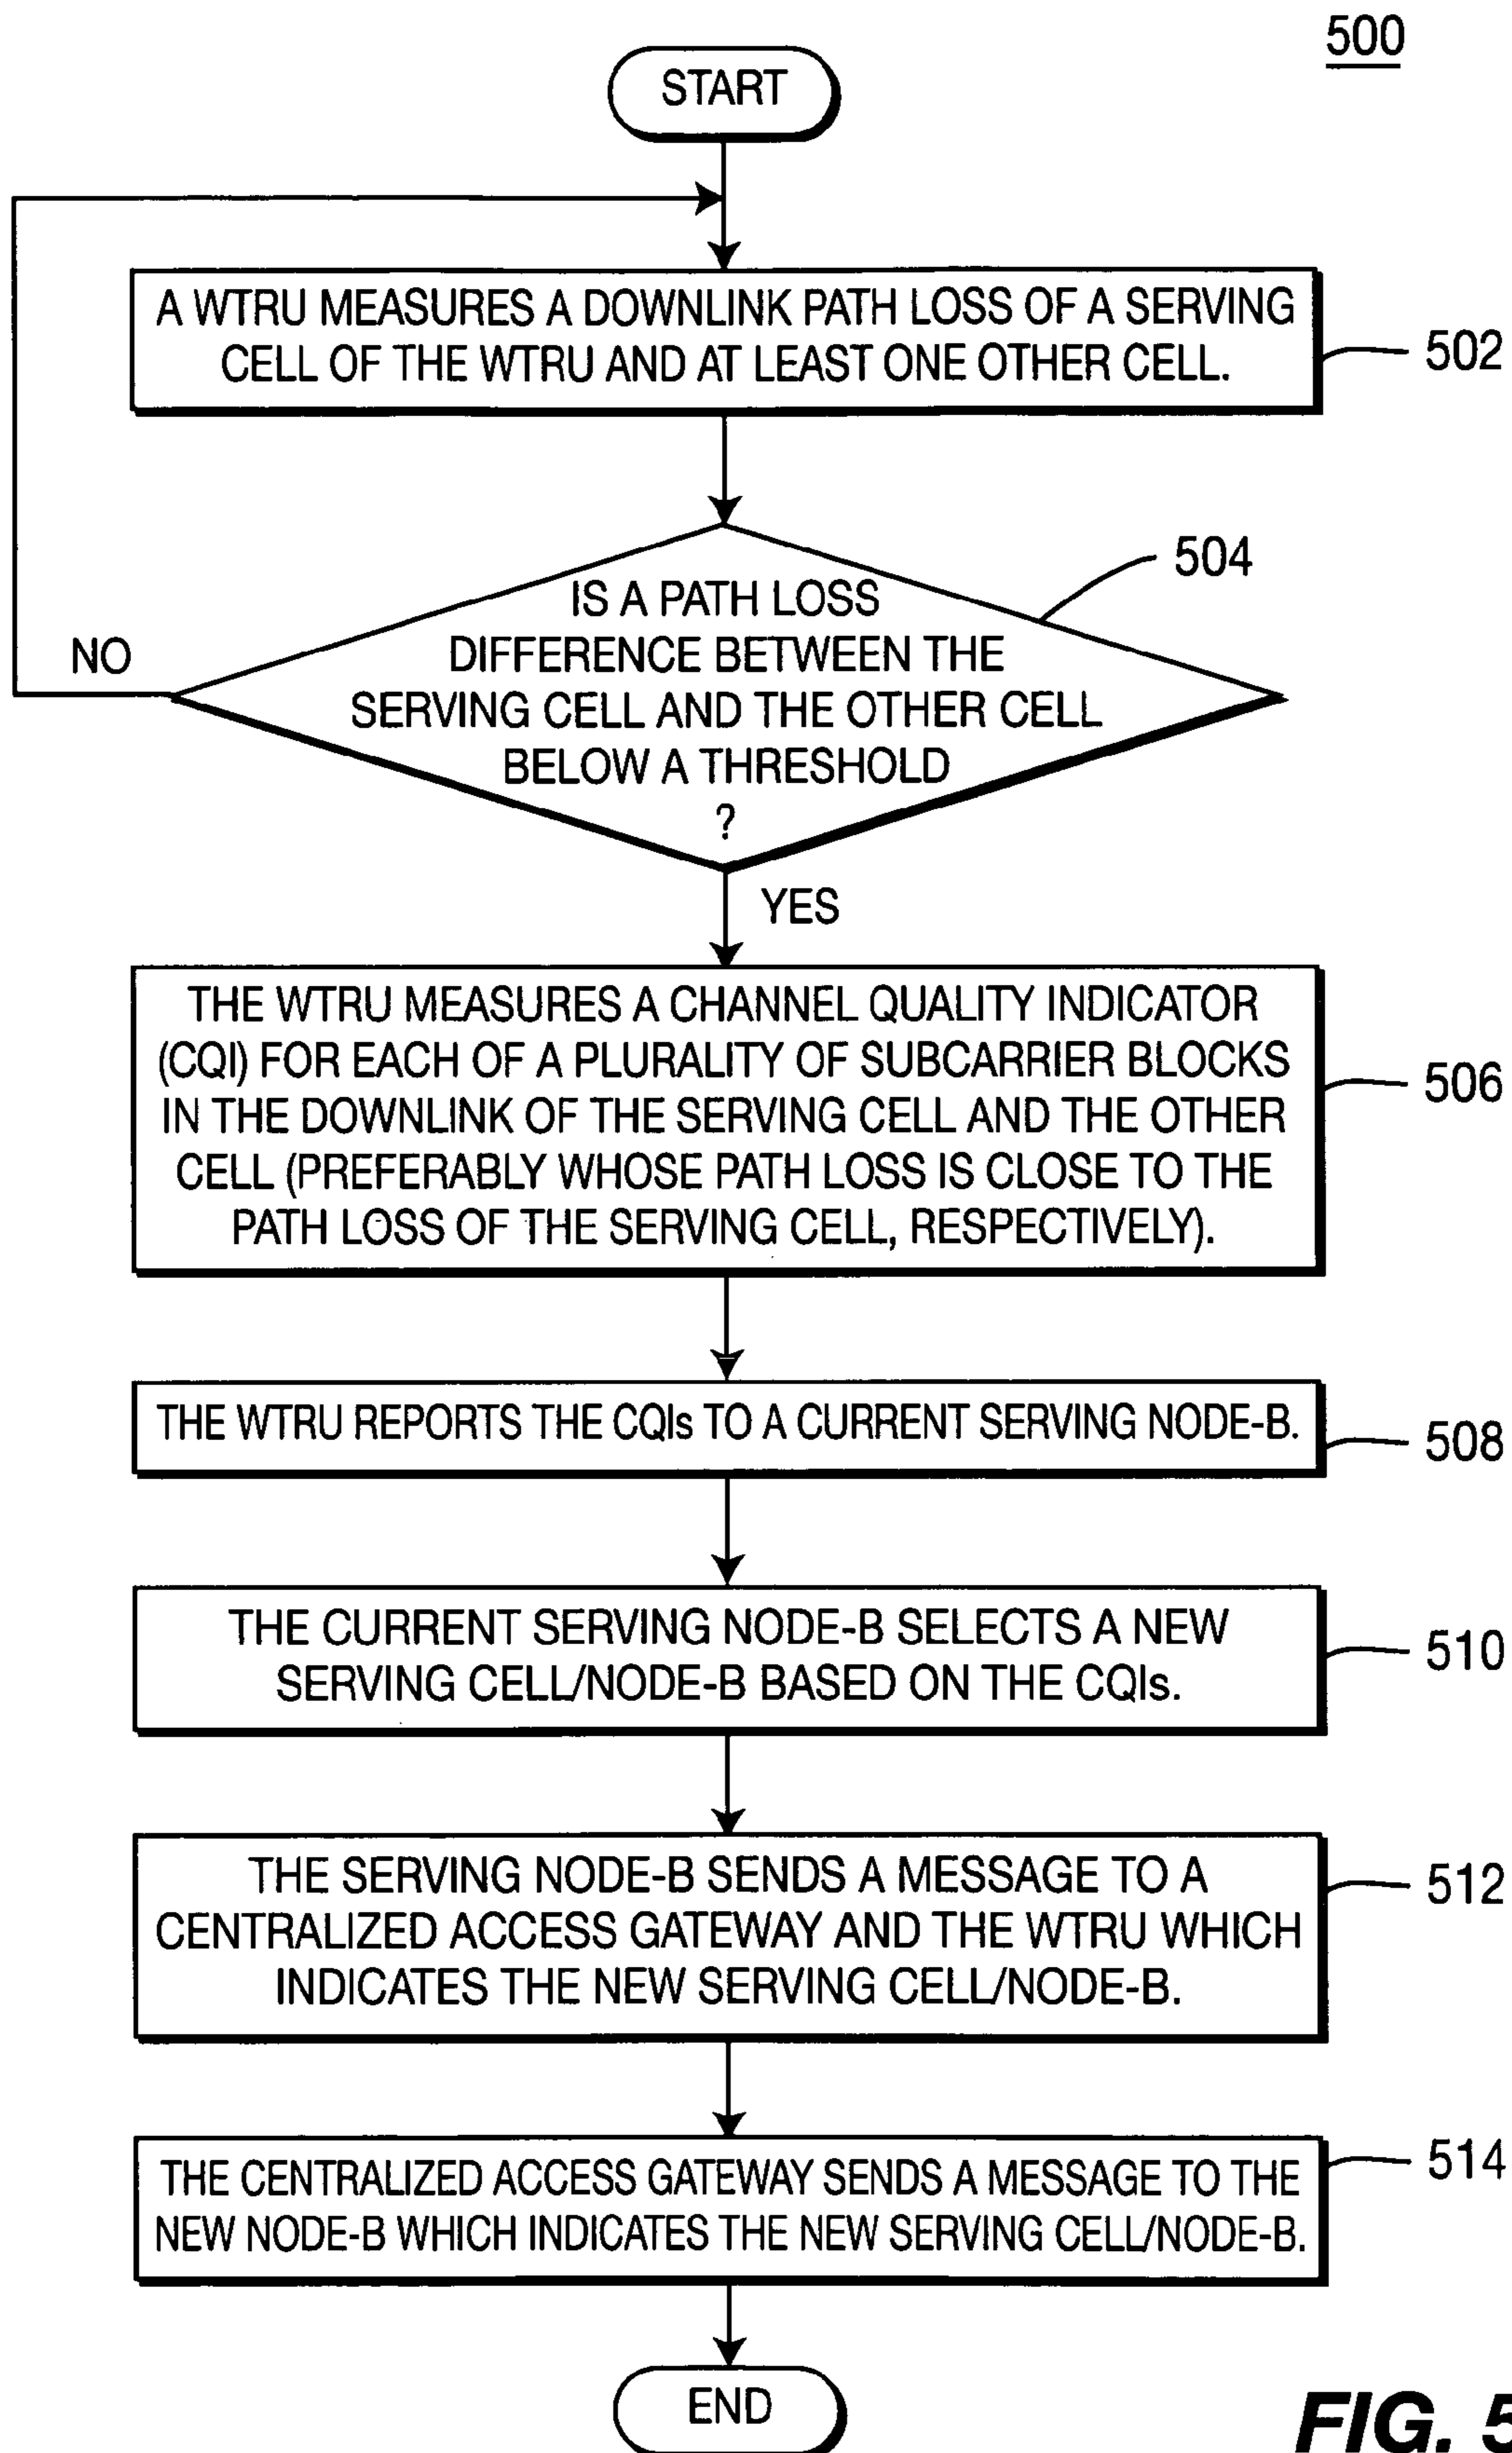 500
START
A WTRU MEASURES A DOWNLINK PATH LOSS OF A SERVING
CELL OF THE WTRU AND AT LEAST ONE OTHER CELL.
502
504
IS A PATH LOSS
DIFFERENCE BETWEEN THE
SERVING CELL AND THE OTHER CELL
BELOW A THRESHOLD
?
NO
YES
THE WTRU MEASURES A CHANNEL QUALITY INDICATOR
(CQI) FOR EACH OF A PLURALITY OF SUBCARRIER BLOCKS
IN THE DOWNLINK OF THE SERVING CELL AND THE OTHER
CELL (PREFERABLY WHOSE PATH LOSS IS CLOSE TO THE
PATH LOSS OF THE SERVING CELL, RESPECTIVELY).
506
THE WTRU REPORTS THE CQIs TO A CURRENT SERVING NODE-B.
508
THE CURRENT SERVING NODE-B SELECTS A NEW
SERVING CELL/NODE-B BASED ON THE CQIs.
510
THE SERVING NODE-B SENDS A MESSAGE TO A
CENTRALIZED ACCESS GATEWAY AND THE WTRU WHICH
INDICATES THE NEW SERVING CELL/NODE-B.
512
THE CENTRALIZED ACCESS GATEWAY SENDS A MESSAGE TO THE
NEW NODE-B WHICH INDICATES THE NEW SERVING CELL/NODE-B.
514
END
FIG. 5